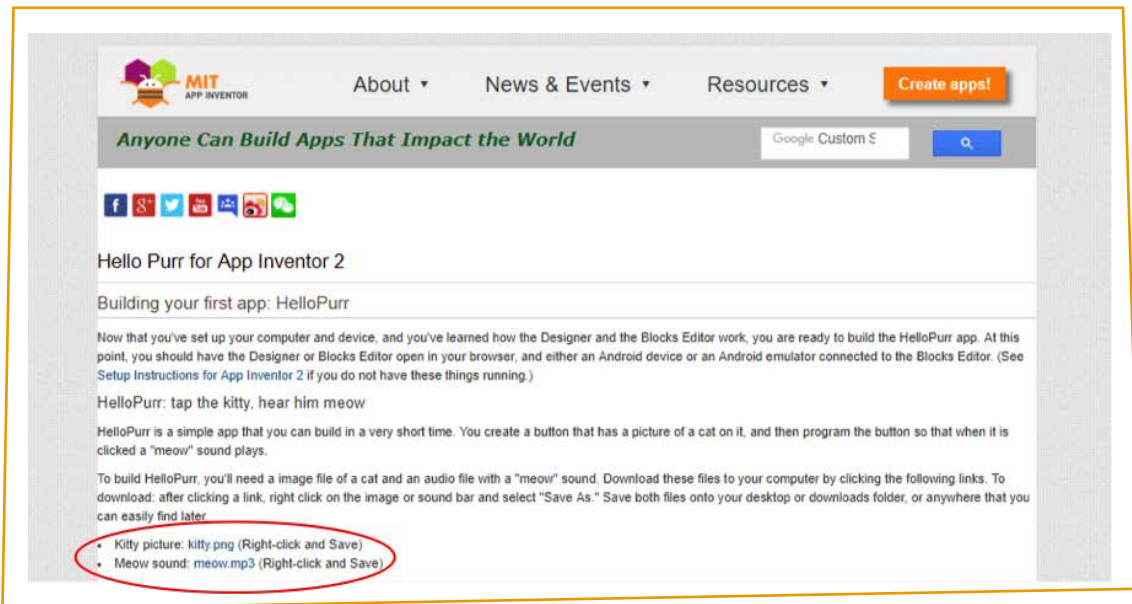 MIT
APP INVENTOR
About
News & Events
Resources
Create apps!
Anyone Can Build Apps That Impact the World
Google Custom S
f 8+ You Tube
Hello Purr for App Inventor 2
Building your first app: HelloPurr
Now that you've set up your computer and device, and you've learned how the Designer and the Blocks Editor work, you are ready to build the HelloPurr app. At this
point, you should have the Designer or Blocks Editor open in your browser, and either an Android device or an Android emulator connected to the Blocks Editor. (See
Setup Instructions for App Inventor 2 if you do not have these things running.)
HelloPurr: tap the kitty, hear him meow
HelloPurr is a simple app that you can build in a very short time. You create a button that has a picture of a cat on it, and then program the button so that when it is
clicked a "meow" sound plays.
To build HelloPurr, you'll need a image file of a cat and an audio file with a "meow" sound. Download these files to your computer by clicking the following links. To
download: after clicking a link, right click on the image or sound bar and select "Save As." Save both files onto your desktop or downloads folder, or anywhere that you
can easily find later.
• Kitty picture: kitty.png (Right-click and Save)
• Meow sound: meow.mp3 (Right-click and Save)